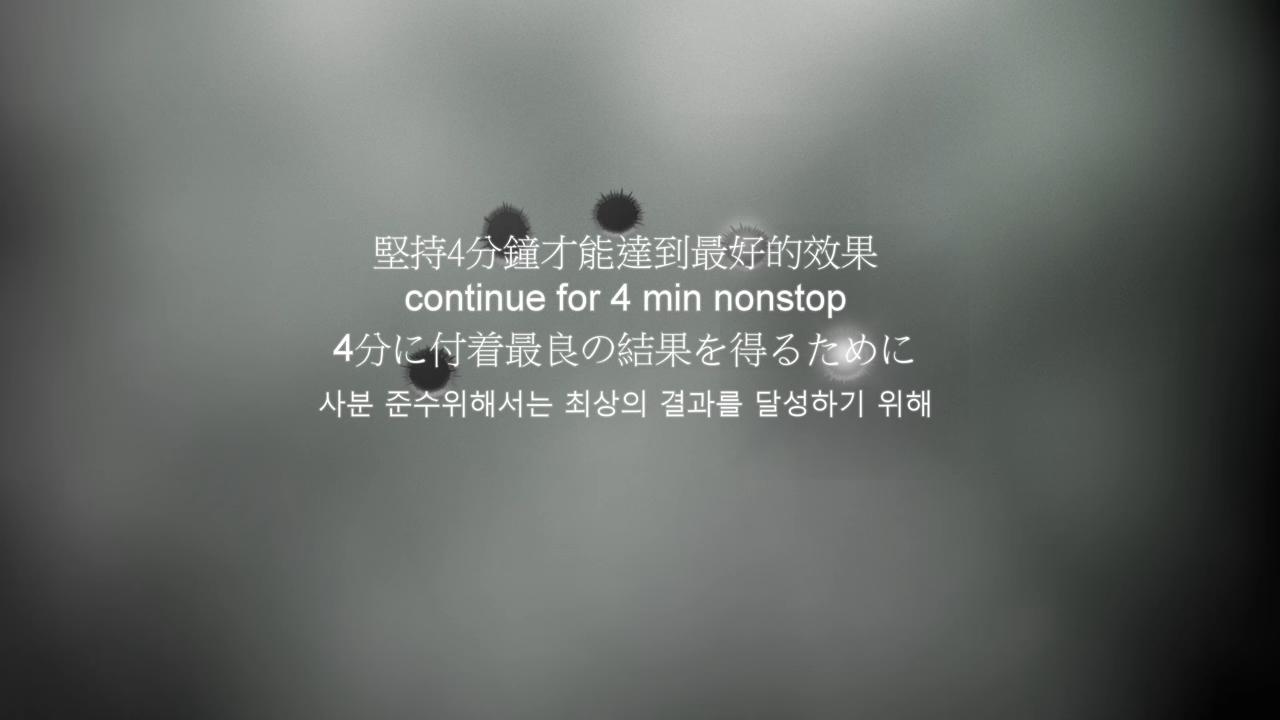 堅持4分鐘才能達到最好的效果
continue for 4 min nonstop
4分に付着最良の結果を得るために
사분 준수위해서는 최상의 결과를 달성하기 위해